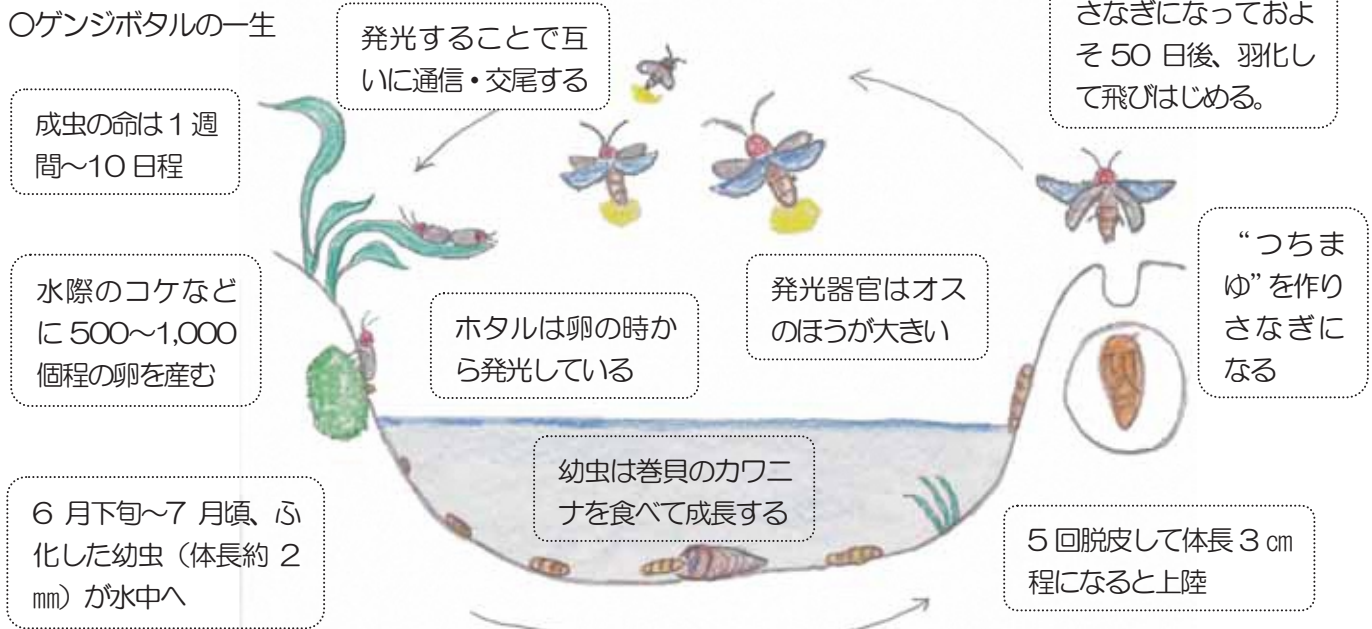 〇ゲンジボタルの一生
発光することで互
いに通信・交尾する
さなぎになっておよ
そ 50 日後、羽化し
て飛びはじめる。
成虫の命は 1 週
間～10 日程
“つちま
ゆ” を作り
さなぎに
なる
水際のコケなど
に 500～1,000
個程の卵を産む
ホタルは卵の時か
ら発光している
発光器官はオス
のほうが大きい
幼虫は巻貝のカワニ
ナを食べて成長する
6 月下旬～7 月頃、ふ
化した幼虫（体長約 2
㎜）が水中へ
5 回脱皮して体長 3 ㎝
程になると上陸